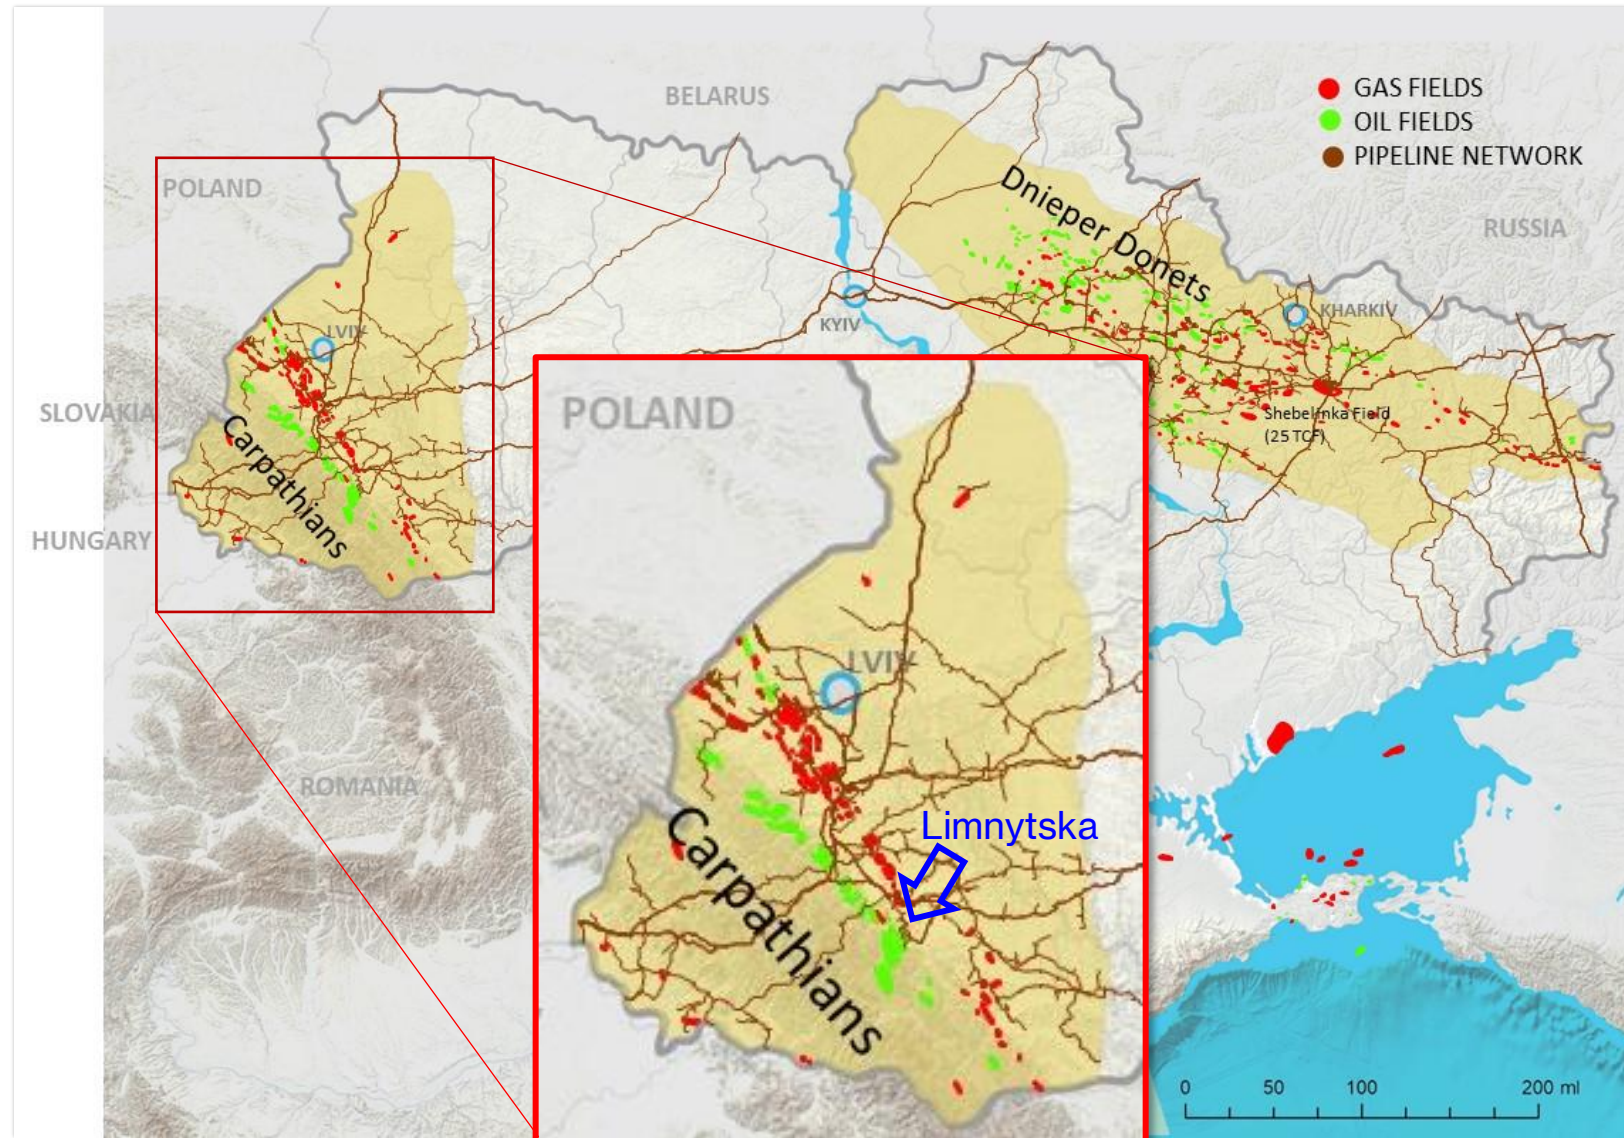 BELARUS
GAS FIELDS
OIL FIELDS
PIPELINE NETWORK
POLAND
Dnieper Donets
RUSSIA
LVIV
KYIV
KHARKIV
SLOVAKIA
Carpathians
Shebelinka Field
(25 TCF)
HUNGARY
POLAND
LVIV
ROMANIA
Limnytska
Carpathians
0 50 100 200 ml